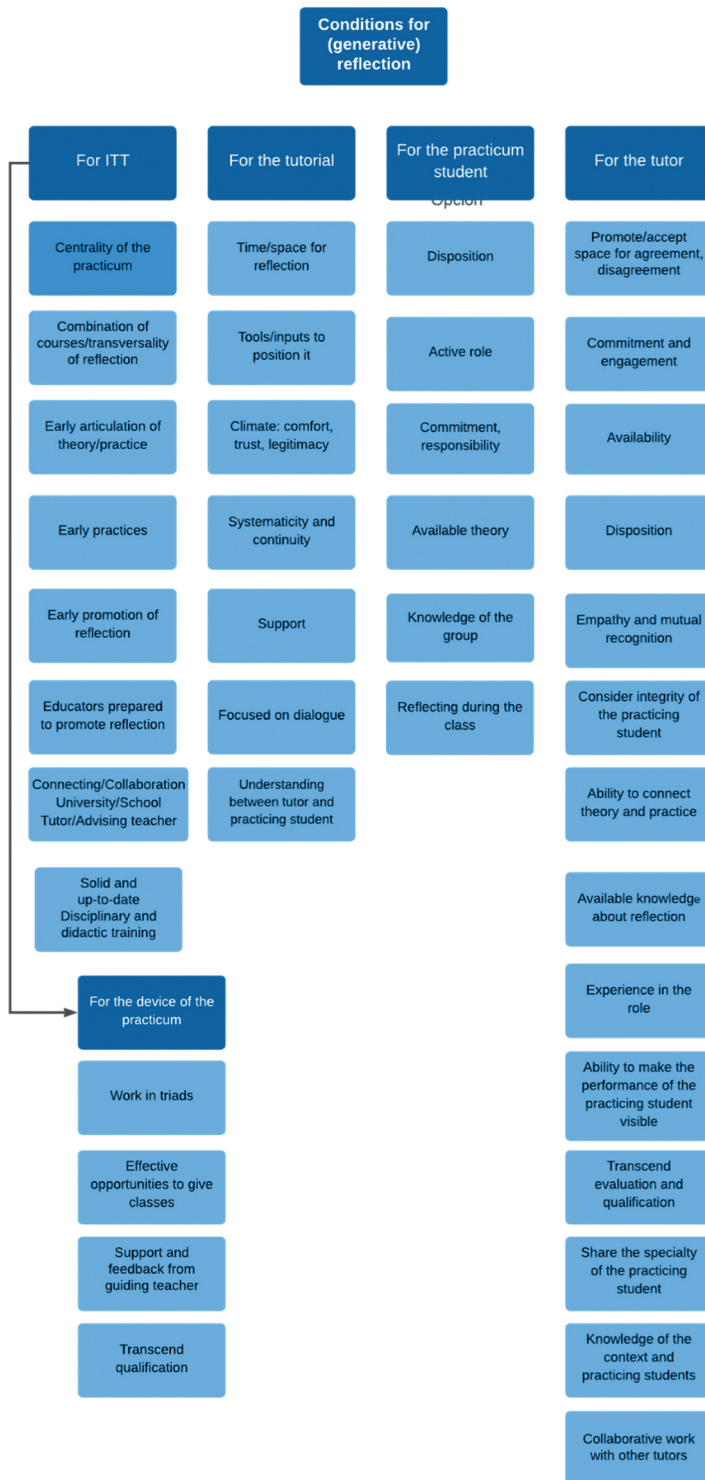 Conditions for
(generative)
reflection
For ITT
Centrality of the
practicum
Combination of
courses/transversality
of reflection
Early articulation of
theory/practice
Early practices
Early promotion of
reflection
Educators prepared
to promote reflection
Connecting/Collaboration
University/School
Tutor/Advising teacher
Solid and
up-to-date
Disciplinary and
didactic training
For the device of the
practicum
Work in triads
Effective
opportunities to give
classes
Support and
feedback from
guiding teacher
Transcend
qualification
For the tutorial
Time/space for
reflection
Tools/inputs to
position it
Climate: comfort,
trust, legitimacy
Systematicity and
continuity
Support
Focused on dialogue
Understanding
between tutor and
practicing student
For the practicum
student
Opción
Disposition
Active role
Commitment,
responsibility
Available theory
Knowledge of the
group
Reflecting during the
class
For the tutor
Promote/accept
space for agreement,
disagreement
Commitment and
engagement
Availability
Disposition
Empathy and mutual
recognition
Consider integrity of
the practicing
student
Ability to connect
theory and practice
Available knowledge
about reflection
Experience in the
role
Ability to make the
performance of the
practicing student
visible
Transcend
evaluation and
qualification
Share the specialty
of the practicing
student
Knowledge of the
context and
practicing students
Collaborative work
with other tutors